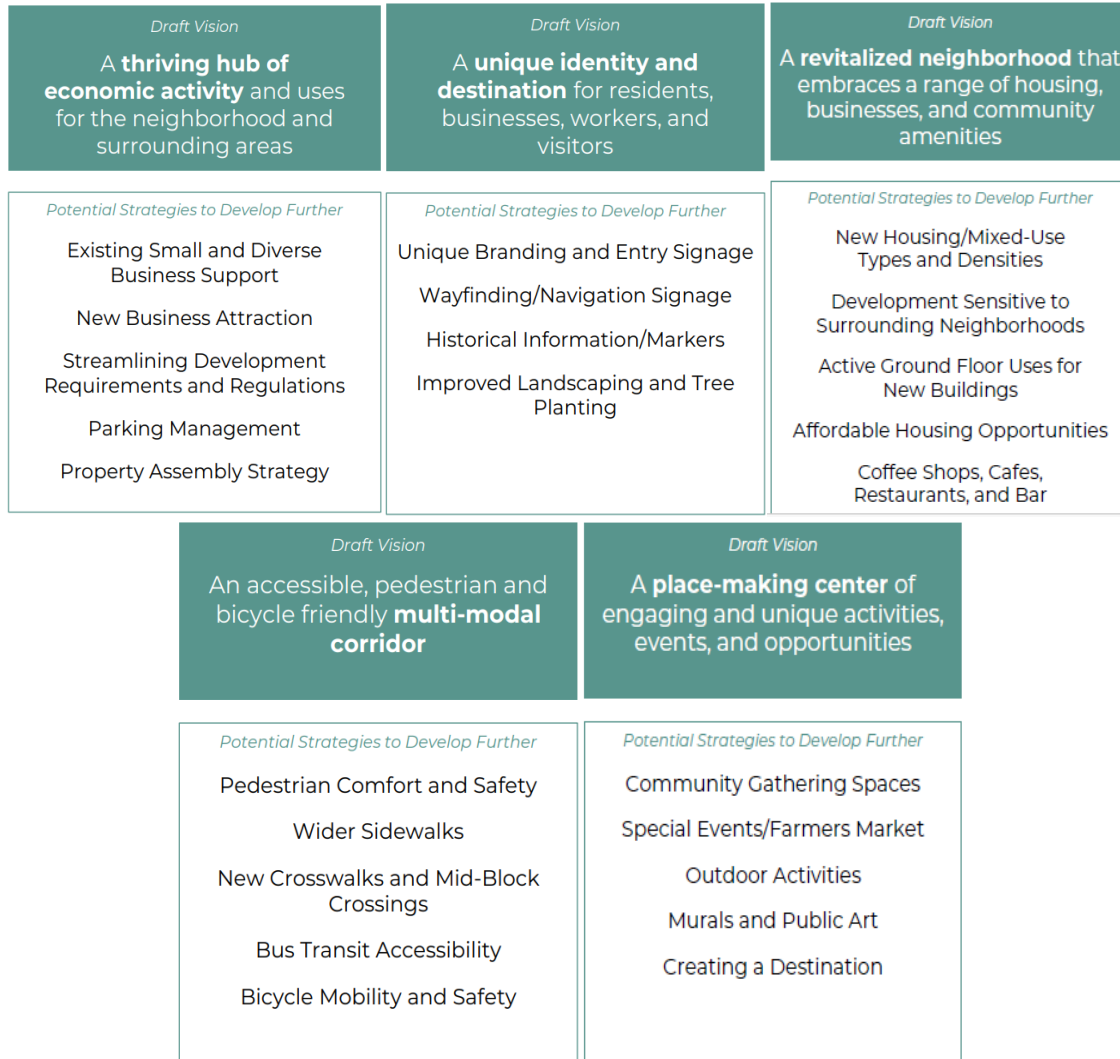 Draft Vision
A thriving hub of
economic activity and uses
for the neighborhood and
surrounding areas
Potential Strategies to Develop Further
Existing Small and Diverse
Business Support
New Business Attraction
Streamlining Development
Requirements and Regulations
Parking Management
Property Assembly Strategy
Draft Vision
A unique identity and
destination for residents,
businesses, workers, and
visitors
Potential Strategies to Develop Further
Unique Branding and Entry Signage
Wayfinding/Navigation Signage
Historical Information/Markers
Improved Landscaping and Tree
Planting
Draft Vision
A revitalized neighborhood that
embraces a range of housing,
businesses, and community
amenities
Potential Strategies to Develop Further
New Housing/Mixed-Use
Types and Densities
Development Sensitive to
Surrounding Neighborhoods
Active Ground Floor Uses for
New Buildings
Affordable Housing Opportunities
Coffee Shops, Cafes,
Restaurants, and Bar
Draft Vision
An accessible, pedestrian and
bicycle friendly multi-modal
corridor
Potential Strategies to Develop Further
Pedestrian Comfort and Safety
Wider Sidewalks
New Crosswalks and Mid-Block
Crossings
Bus Transit Accessibility
Bicycle Mobility and Safety
Draft Vision
A place-making center of
engaging and unique activities,
events, and opportunities
Potential Strategies to Develop Further
Community Gathering Spaces
Special Events/Farmers Market
Outdoor Activities
Murals and Public Art
Creating a Destination